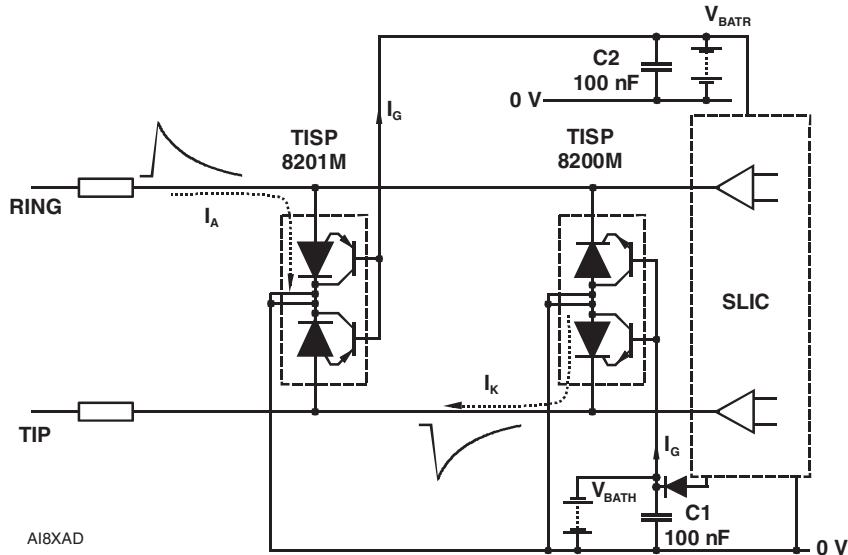 VBATR
C2
100 nF
0 V
IG
TISP
8201M
TISP
8200M
RING
IA
SLIC
IK
TIP
IG
VBATH
C1
100 nF
AI8XAD
0 V